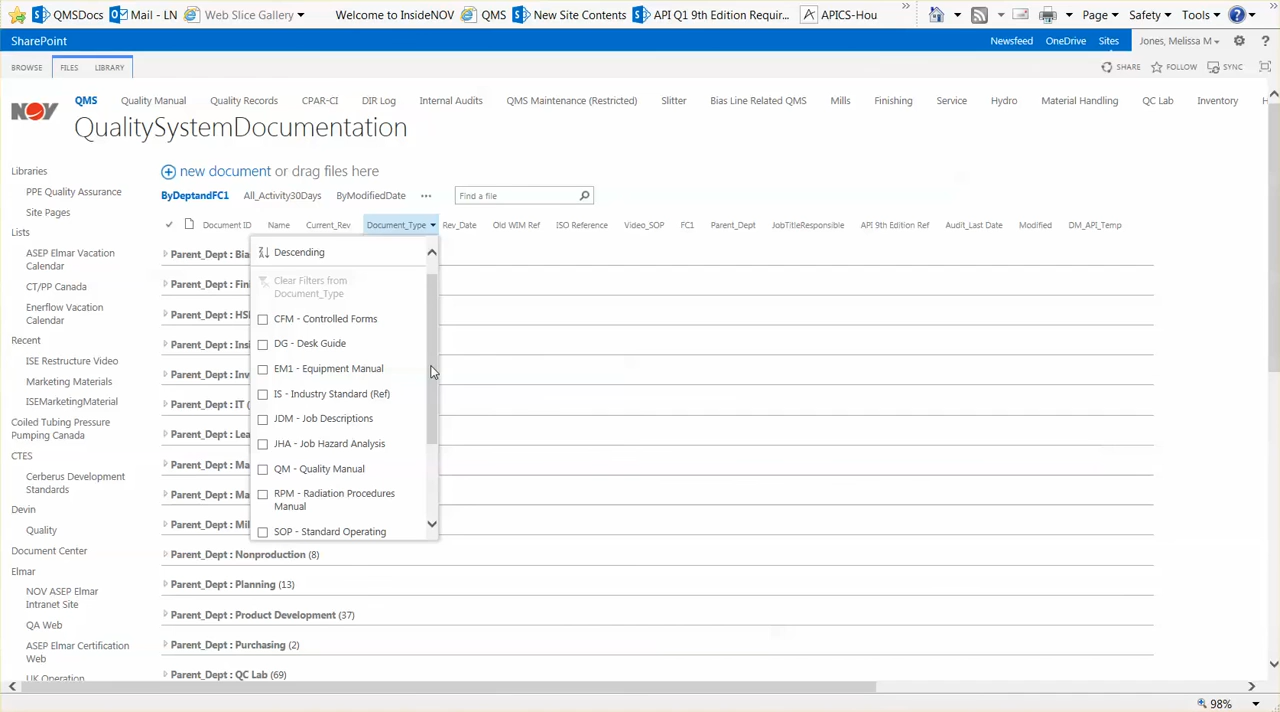 QMSDocs Mail - LN Web Slice Gallery Welcome to InsideNOV QMS New Site Contents API Q1 9th Edition Requir... APICS-Hou
Page Safety Tools
SharePoint Newsfeed OneDrive Sites Jones, Melissa M
BROWSE FILES LIBRARY SHARE FOLLOW SYNC
NOV QMS Quality Manual Quality Records CPAR-CI DIR Log Internal Audits QMS Maintenance (Restricted) Slitter Bias Line Related QMS Mills Finishing Service Hydro Material Handling QC Lab Inventory
QualitySystemDocumentation
Libraries
PPE Quality Assurance
Site Pages
Lists
ASEP Elmar Vacation
Calendar
CT/PP Canada
Enerflow Vacation
Calendar
Recent
ISE Restructure Video
Marketing Materials
ISEMarketingMaterial
Coiled Tubing Pressure
Pumping Canada
CTES
Cerberus Development
Standards
Devin
Quality
Document Center
Elmar
NOV ASEP Elmar
Intranet Site
QA Web
ASEP Elmar Certification
Web
UK Operation
new document or drag files here
ByDeptandFC1 All_Activity30Days ByModifiedDate ... Find a file
Document ID Name Current_Rev Document_Type Rev_Date Old WIM Ref ISO Reference Video_SOP FC1 Parent_Dept JobTitleResponsible API 9th Edition Ref Audit_Last Date Modified DM_API_Temp
Parent_Dept : Bia
Parent_Dept : Fin
Parent_Dept : HS
Parent_Dept : Ins
Parent_Dept : Inv
Parent_Dept : IT (
Parent_Dept : Lea
Parent_Dept : Ma
Parent_Dept : Ma
Parent_Dept : Mil
Parent_Dept : Nonproduction (8)
Parent_Dept : Planning (13)
Parent_Dept : Product Development (37)
Parent_Dept : Purchasing (2)
Parent_Dept : QC Lab (69)
Descending
Clear Filters from
Document_Type
CFM - Controlled Forms
DG - Desk Guide
EM1 - Equipment Manual
IS - Industry Standard (Ref)
JDM - Job Descriptions
JHA - Job Hazard Analysis
QM - Quality Manual
RPM - Radiation Procedures
Manual
SOP - Standard Operating
98%